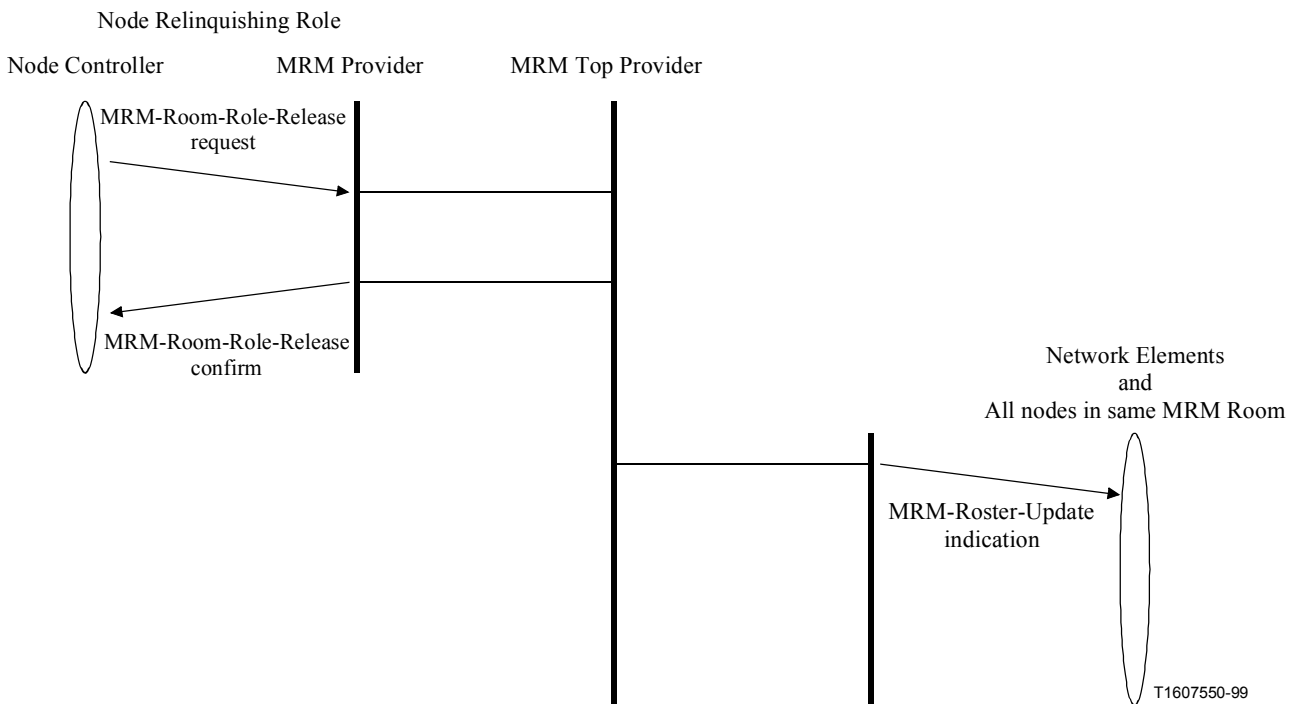 Node Relinquishing Role
Node Controller
MRM Provider
MRM Top Provider
MRM-Room-Role-Release
request
MRM-Room-Role-Release
confirm
Network Elements
and
All nodes in same MRM Room
MRM-Roster-Update
indication
T1607550-99